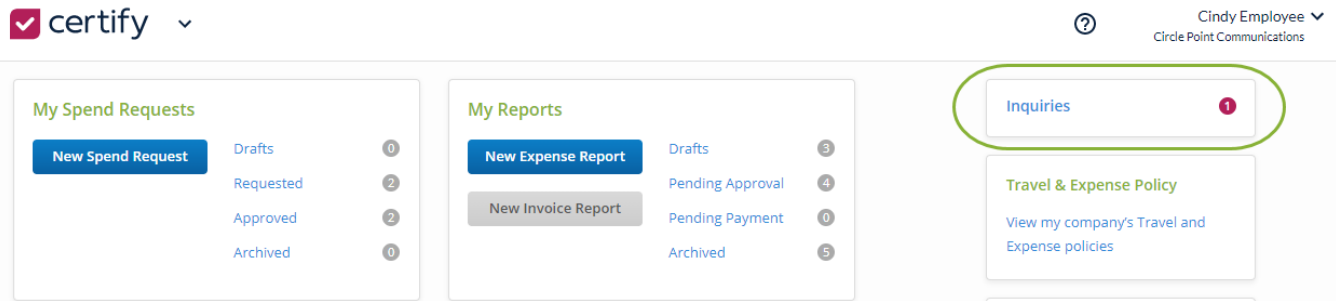 certify
Cindy Employee
Circle Point Communications
My Spend Requests
New Spend Request
Drafts 0
Requested 2
Approved 2
Archived 0
My Reports
New Expense Report
New Invoice Report
Drafts 3
Pending Approval 4
Pending Payment 0
Archived 5
Inquiries 1
Travel & Expense Policy
View my company's Travel and
Expense policies